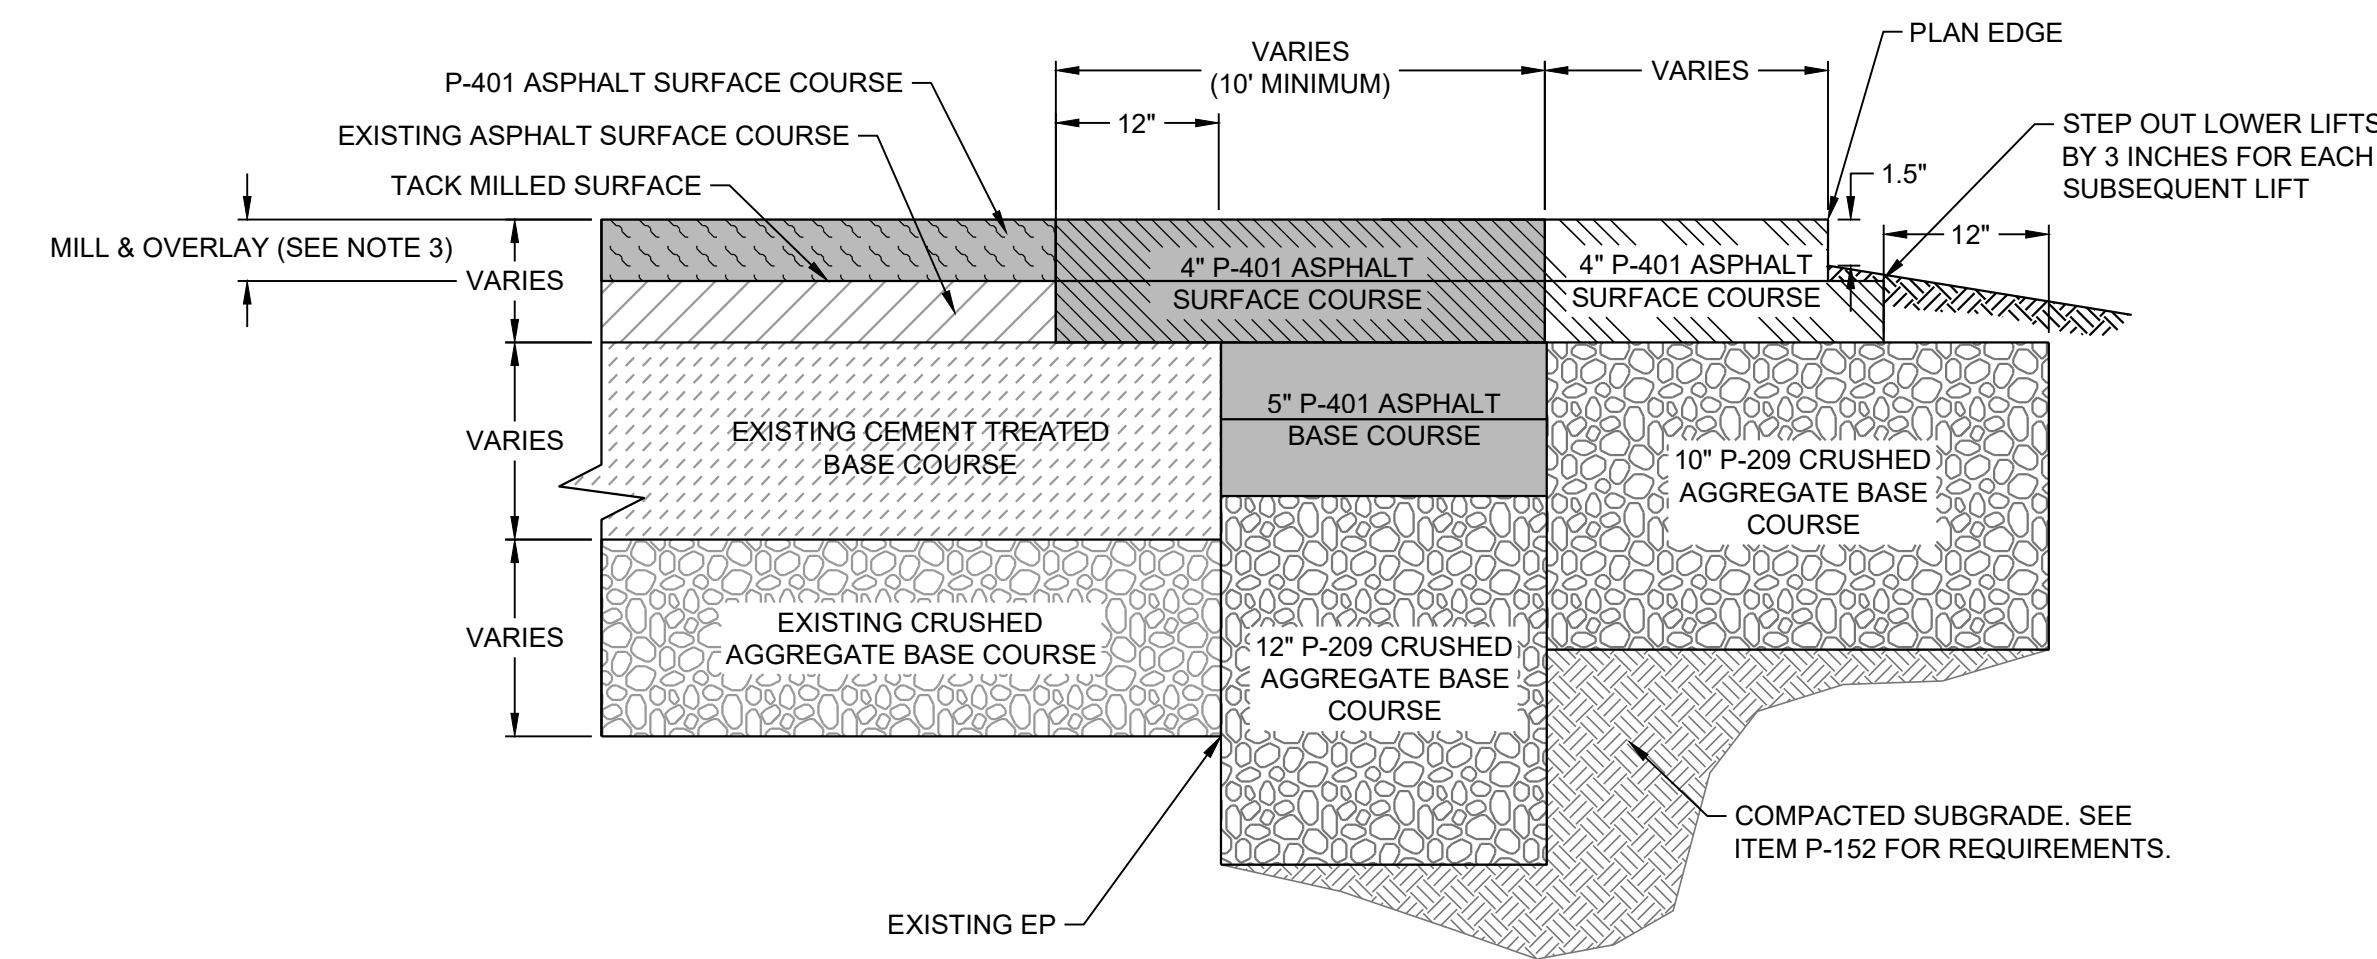 PLAN EDGE
VARIES
(10' MINIMUM)
VARIES
P-401 ASPHALT SURFACE COURSE
12"
STEP OUT LOWER LIFTS
BY 3 INCHES FOR EACH
SUBSEQUENT LIFT
EXISTING ASPHALT SURFACE COURSE
1.5"
TACK MILLED SURFACE
12"
MILL & OVERLAY (SEE NOTE 3)
VARIES
4" P-401 ASPHALT
SURFACE COURSE
4" P-401 ASPHALT
SURFACE COURSE
5" P-401 ASPHALT
BASE COURSE
VARIES
EXISTING CEMENT TREATED
BASE COURSE
10" P-209 CRUSHED
AGGREGATE BASE
COURSE
VARIES
EXISTING CRUSHED
AGGREGATE BASE COURSE
12" P-209 CRUSHED
AGGREGATE BASE
COURSE
COMPACTED SUBGRADE. SEE
ITEM P-152 FOR REQUIREMENTS.
EXISTING EP